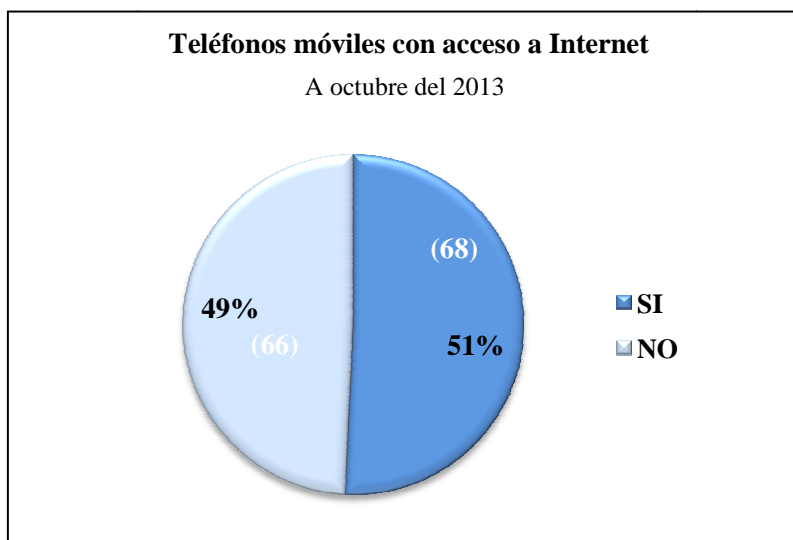 Teléfonos móviles con acceso a Internet
A octubre del 2013
(68)
49%
(66)
51%
SI
NO